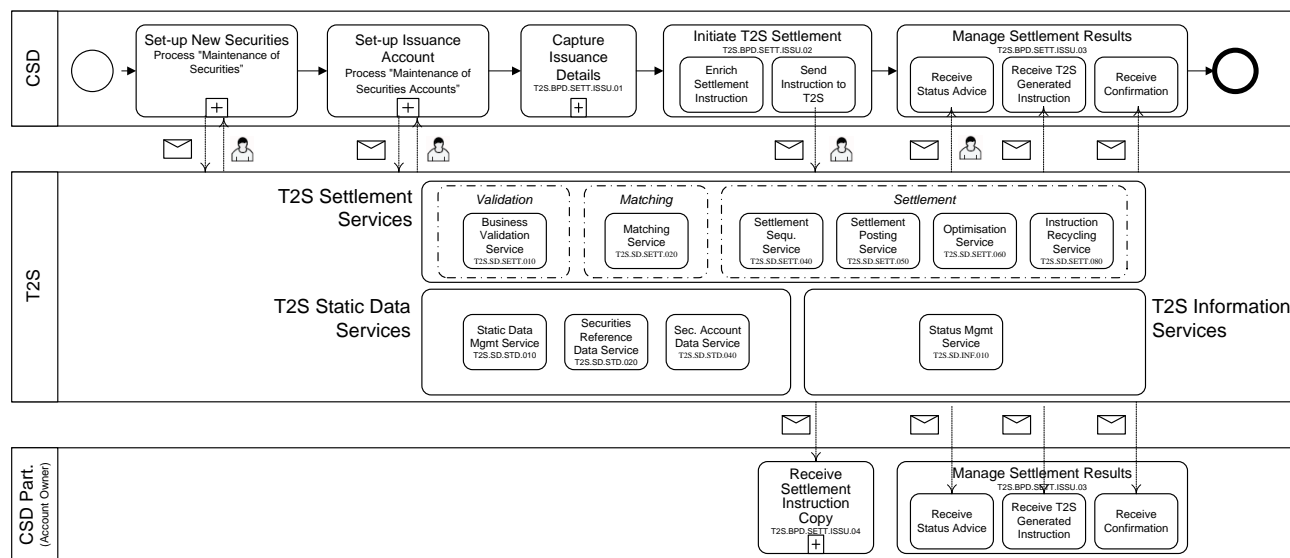 CSD
Set-up New Securities
Process "Maintenance of
Securities"
+
Set-up Issuance
Account
Process "Maintenance of
Securities Accounts"
+
Capture
Issuance
Details
T2S.BPD.SETT.ISSU.01
+
Initiate T2S Settlement
T2S.BPD.SETT.ISSU.02
Enrich
Settlement
Instruction
Send
Instruction to
T2S
Manage Settlement Results
T2S.BPD.SETT.ISSU.03
Receive
Status Advice
Receive T2S
Generated
Instruction
Receive
Confirmation
T2S
T2S Settlement
Services
Validation
Business
Validation
Service
T2S.SD.SETT.010
Matching
Matching
Service
T2S.SD.SETT.020
Settlement
Settlement
Sequ.
Service
T2S.SD.SETT.040
Settlement
Posting
Service
T2S.SD.SETT.050
Optimisation
Service
T2S.SD.SETT.060
Instruction
Recycling
Service
T2S.SD.SETT.080
T2S Static Data
Services
Static Data
Mgmt Service
T2S.SD.STD.010
Securities
Reference
Data Service
T2S.SD.STD.020
Sec. Account
Data Service
T2S.SD.STD.040
Status Mgmt
Service
T2S.SD.INF.010
T2S Information
Services
CSD Part.
(Account Owner)
Receive
Settlement
Instruction
Copy
T2S.BPD.SETT.ISSU.04
+
Manage Settlement Results
T2S.BPD.SETT.ISSU.03
Receive
Status Advice
Receive T2S
Generated
Instruction
Receive
Confirmation